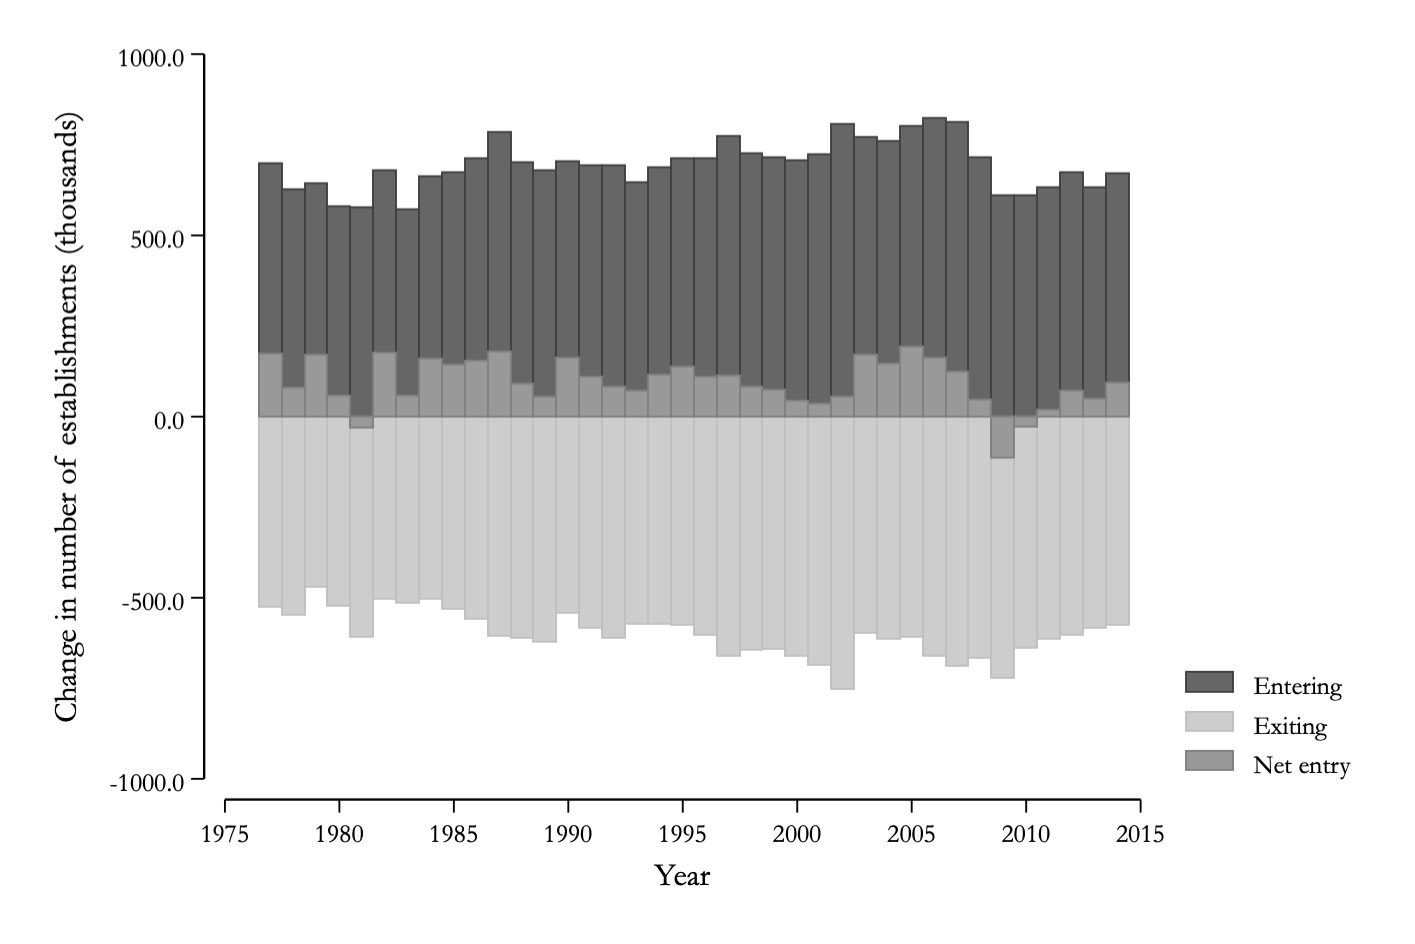 Change in number of establishments (thousands)
1000.0
500.0
0.0
-500.0
-1000.0
1975 1980 1985 1990 1995 2000 2005 2010 2015
Year
Entering
Exiting
Net entry